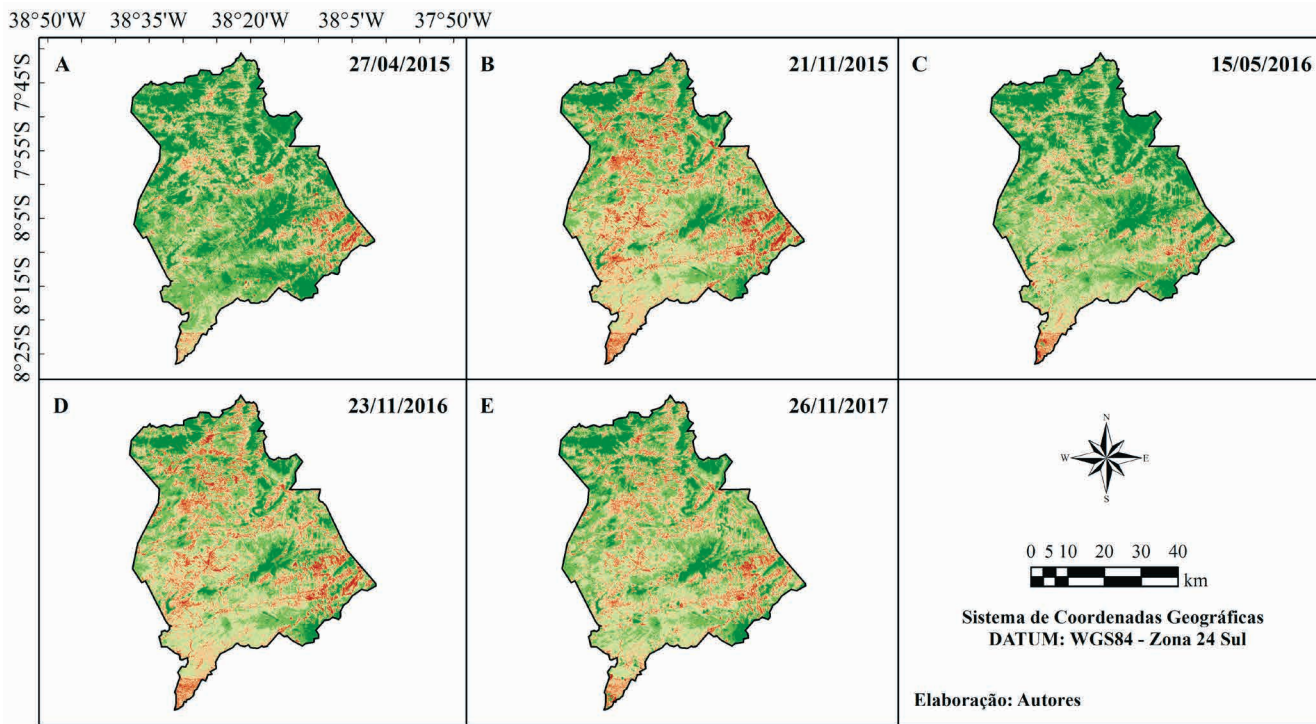 38°50'W 38°35'W 38°20'W 38°5'W 37°50'W
7°45'S
7°55'S
8°5'S
8°15'S
8°25'S
A 27/04/2015
B 21/11/2015
C 15/05/2016
D 23/11/2016
E 26/11/2017
N
W E
S
0 5 10 20 30 40
km
Sistema de Coordenadas Geográficas
DATUM: WGS84 - Zona 24 Sul
Elaboração: Autores